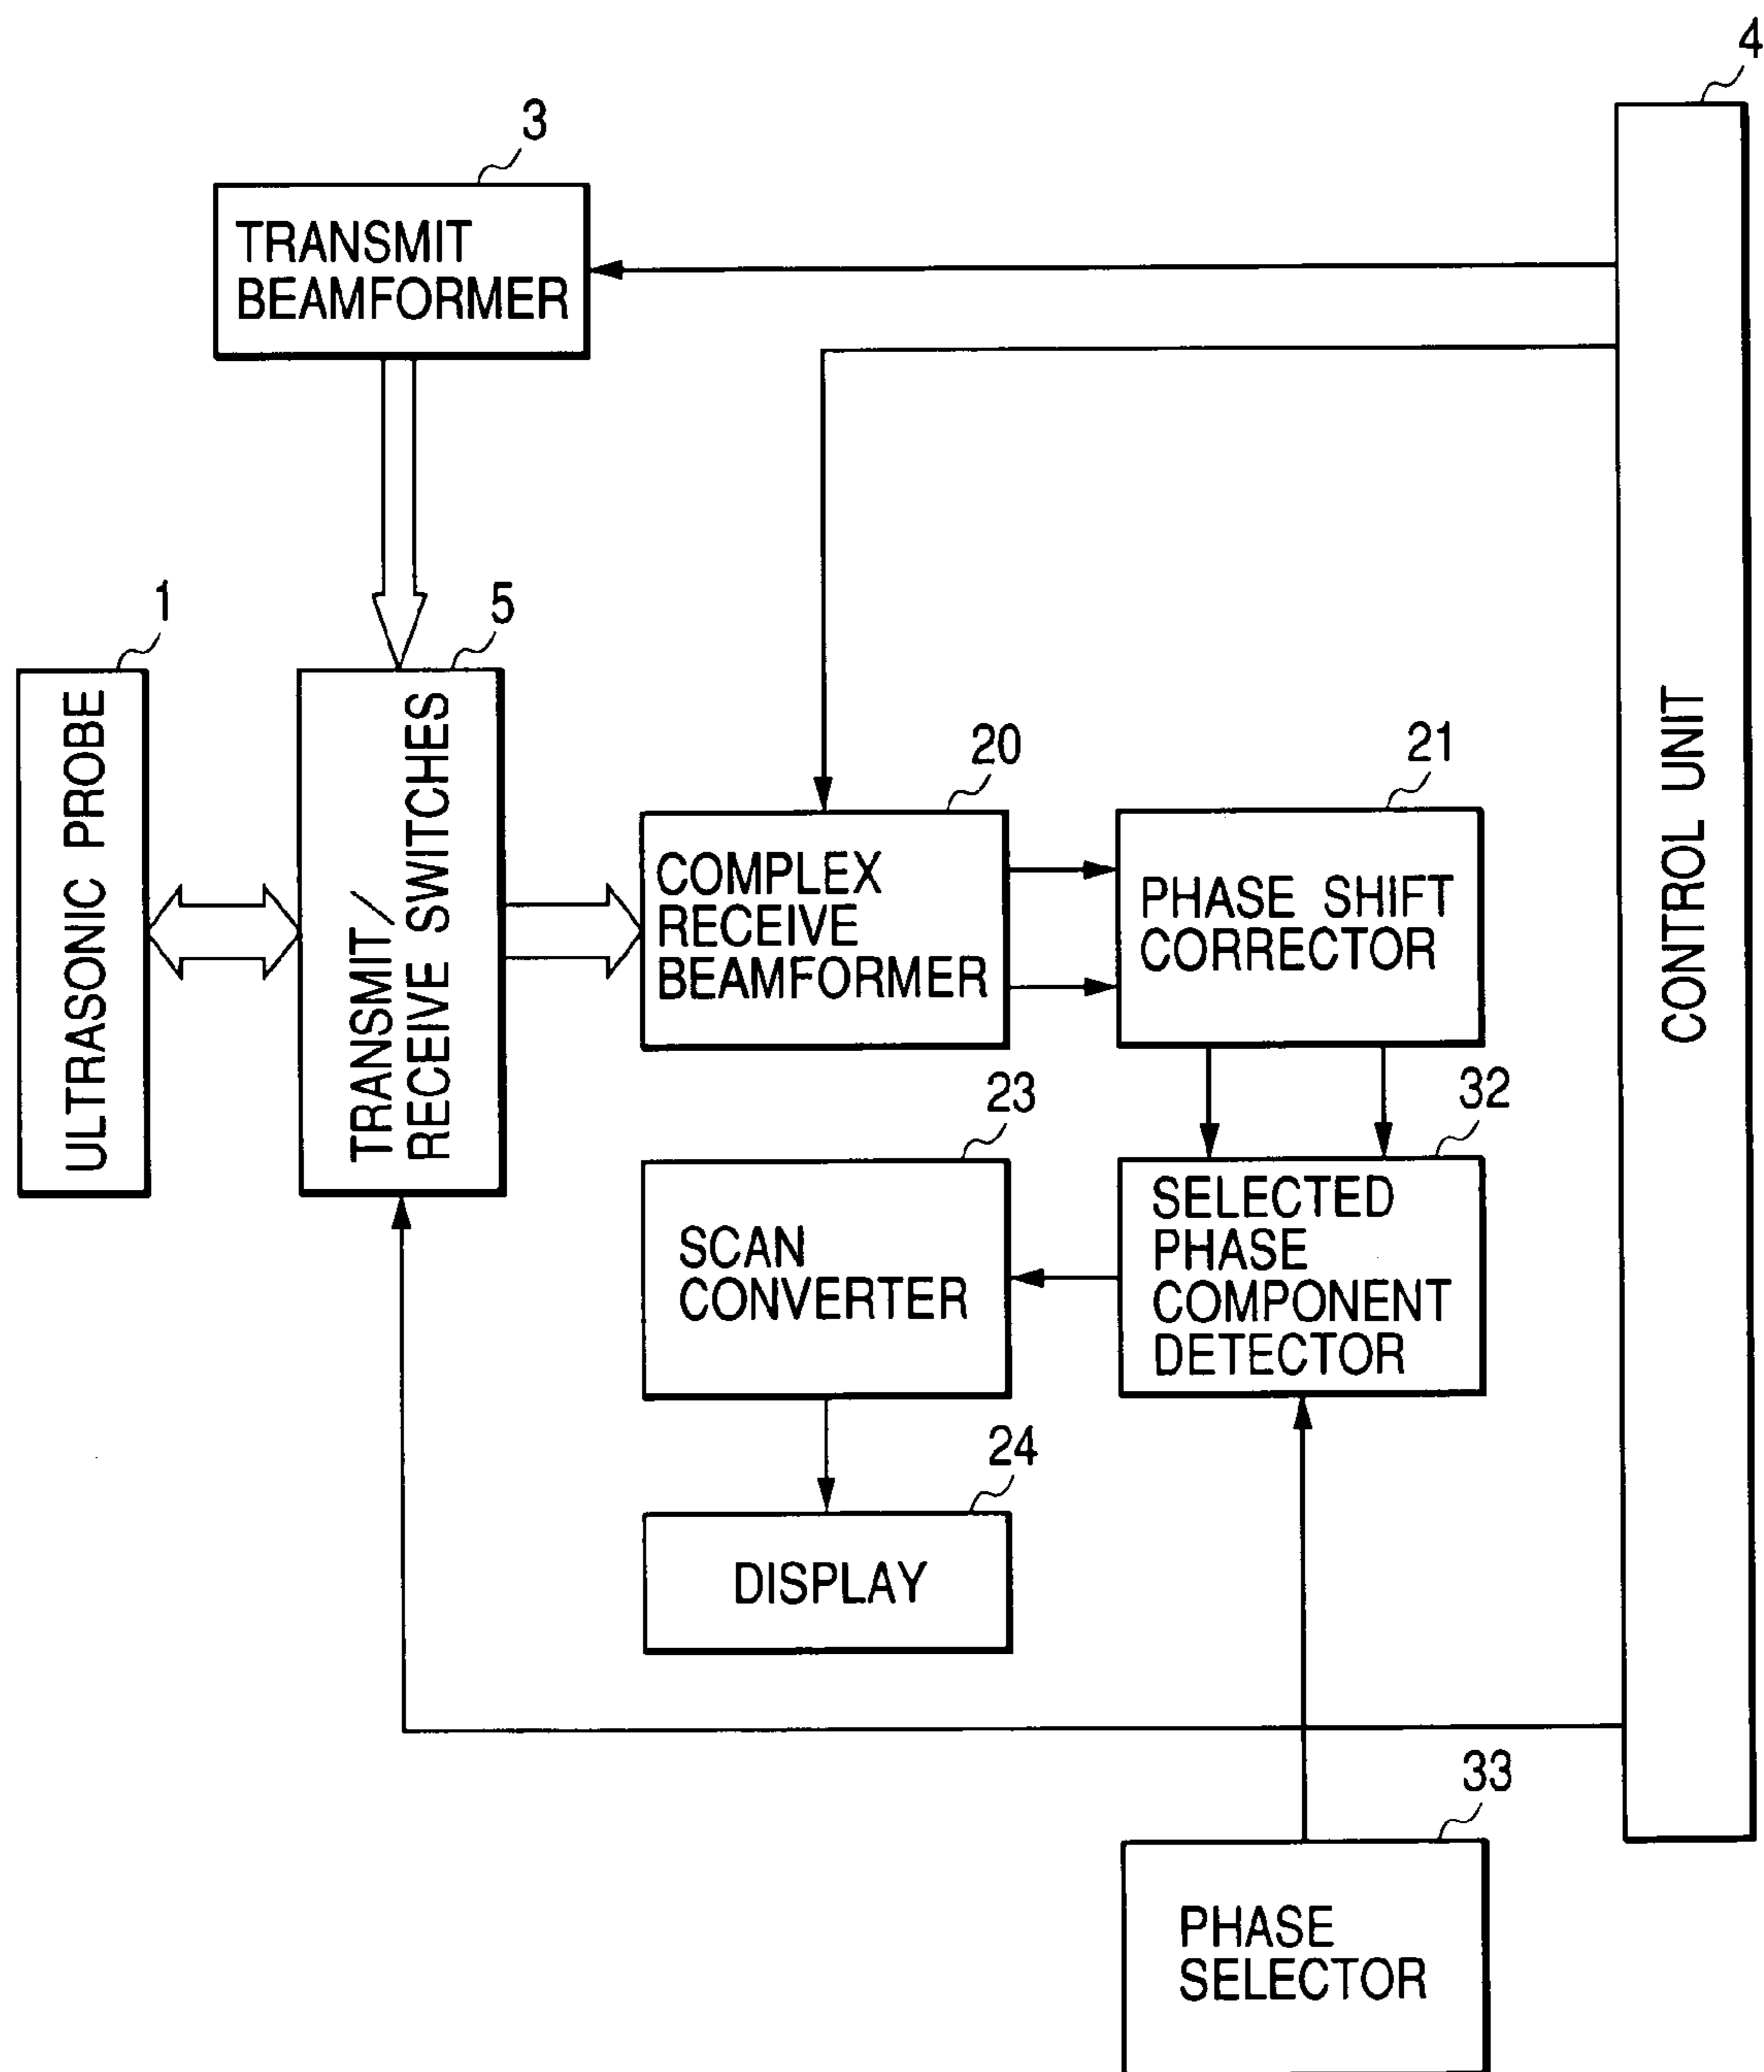 4
3
TRANSMIT
BEAMFORMER
1
5
ULTRASONIC PROBE
TRANSMIT/
RECEIVE SWITCHES
20
21
COMPLEX
RECEIVE
BEAMFORMER
PHASE SHIFT
CORRECTOR
CONTROL UNIT
23
32
SCAN
CONVERTER
SELECTED
PHASE
COMPONENT
DETECTOR
24
DISPLAY
33
PHASE
SELECTOR